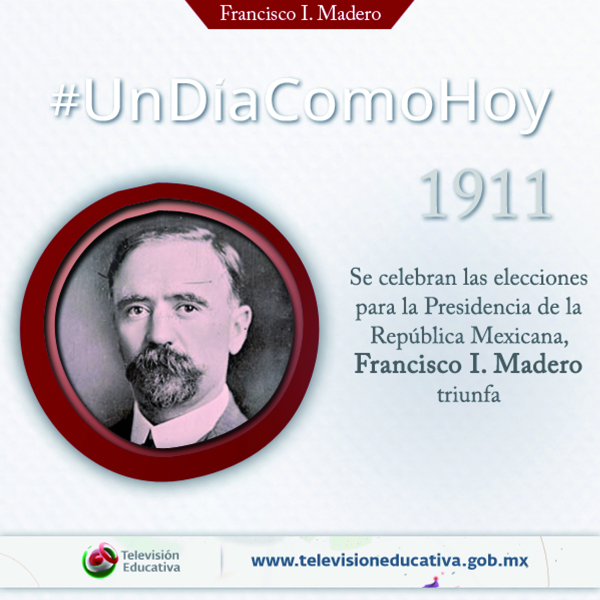 Francisco I. Madero
#UnDiaComoHoy
1911
Se celebran las elecciones
para la Presidencia de la
República Mexicana,
Francisco I. Madero
triunfa
Televisión
Educativa
www.televisioneducativa.gob.mx